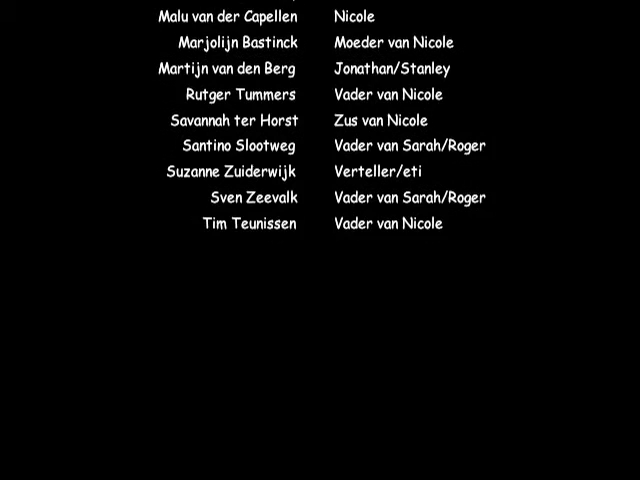 Malu van der Capellen Nicole
Marjolijn Bastinck Moeder van Nicole
Martijn van den Berg Jonathan/Stanley
Rutger Tummers Vader van Nicole
Savannah ter Horst Zus van Nicole
Santino Slootweg Vader van Sarah/Roger
Suzanne Zuiderwijk Verteller/eti
Sven Zeevalk Vader van Sarah/Roger
Tim Teunissen Vader van Nicole